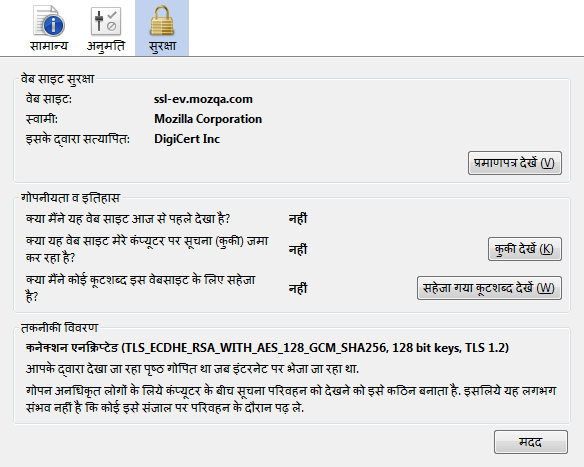 सामान्य अनुमति सुरक्षा
वेब साइट सुरक्षा
वेब साइट: ssl-ev.mozqa.com
स्वामी: Mozilla Corporation
इसके द्वारा सत्यापित: DigiCert Inc
प्रमाणपत्र देखें (V)
गोपनीयता व इतिहास
क्या मैंने यह वेब साइट आज से पहले देखा है? नहीं
क्या यह वेब साइट मेरे कंप्यूटर पर सूचना (कुकी) जमा
कर रहा है? नहीं कुकी देखें (K)
क्या मैंने कोई कूटशब्द इस वेबसाइट के लिए सहेजा
है? नहीं सहेजा गया कूटशब्द देखें (W)
तकनीकी विवरण
कनेक्शन एनक्रिप्टेड (TLS_ECDHE_RSA_WITH_AES_128_GCM_SHA256, 128 bit keys, TLS 1.2)
आपके द्वारा देखा जा रहा पृष्ठ गोपित था जब इंटरनेट पर भेजा जा रहा था.
गोपन अनधिकृत लोगों के लिये कंप्यूटर के बीच सूचना परिवहन को देखने को इसे कठिन बनाता है. इसलिये यह लगभग
संभव नहीं है कि कोई इसे संजाल पर परिवहन के दौरान पढ़ ले.
मदद